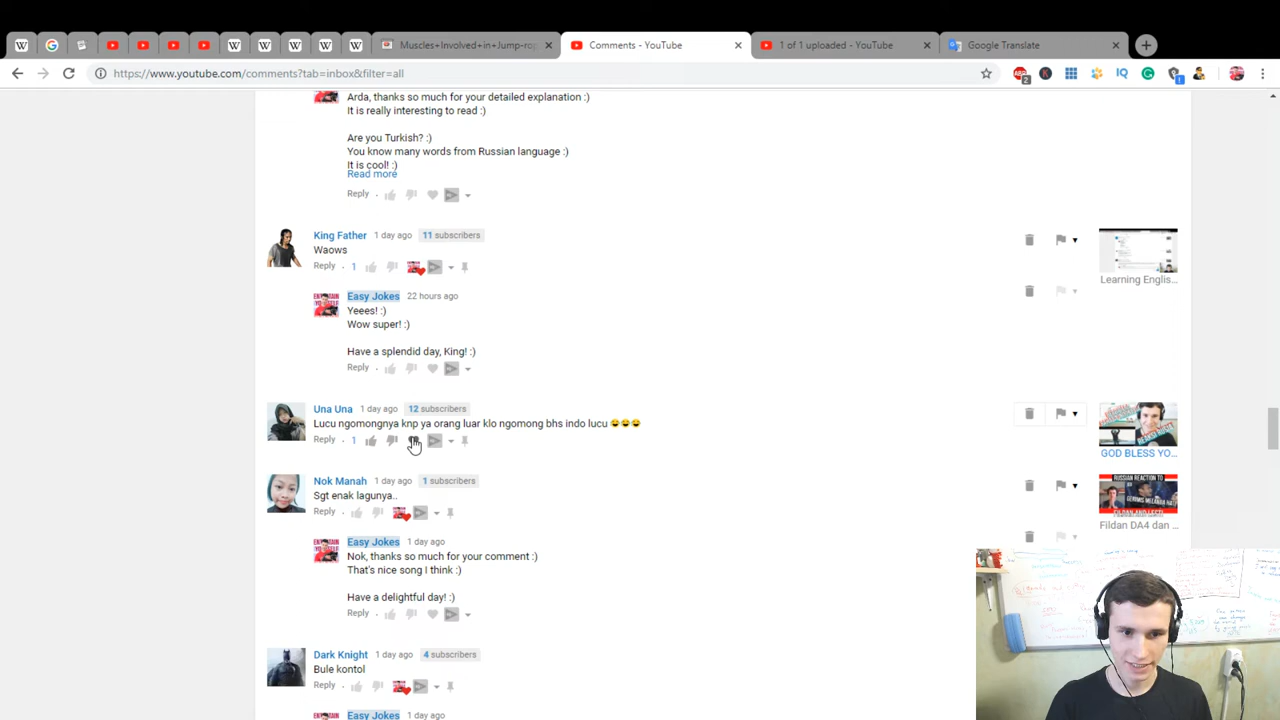 Muscles+Involved+in+Jump-rop
Comments - YouTube
1 of 1 uploaded - YouTube
Google Translate
https://www.youtube.com/comments?tab=inbox&filter=all
Arda, thanks so much for your detailed explanation :)
It is really interesting to read :)
Are you Turkish? :)
You know many words from Russian language :)
It is cool! :)
Read more
Reply
King Father 1 day ago 11 subscribers
Waows
Reply 1
Learning Englis...
Easy Jokes 22 hours ago
Yeees! :)
Wow super! :)
Have a splendid day, King! :)
Reply
Una Una 1 day ago 12 subscribers
Lucu ngomongnya knp ya orang luar klo ngomong bhs indo lucu 😂😂😂
Reply 1
GOD BLESS YO...
Nok Manah 1 day ago 1 subscribers
Sgt enak lagunya..
Reply
RUSSIAN REACTION TO
Fildan DA4 dan ...
Easy Jokes 1 day ago
Nok, thanks so much for your comment :)
That's nice song I think :)
Have a delightful day! :)
Reply
Dark Knight 1 day ago 4 subscribers
Bule kontol
Reply
Easy Jokes 1 day ago